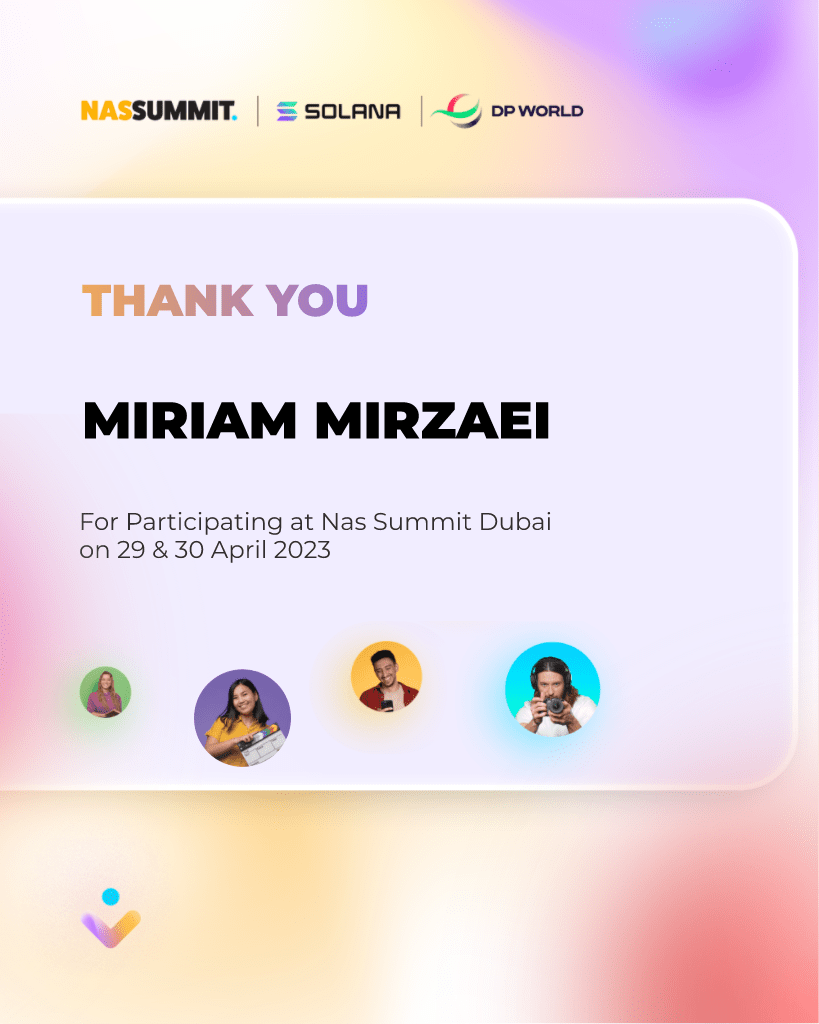 NASSUMMIT. | SOLANA | DP WORLD
THANK YOU
MIRIAM MIRZAEI
For Participating at Nas Summit Dubai
on 29 & 30 April 2023